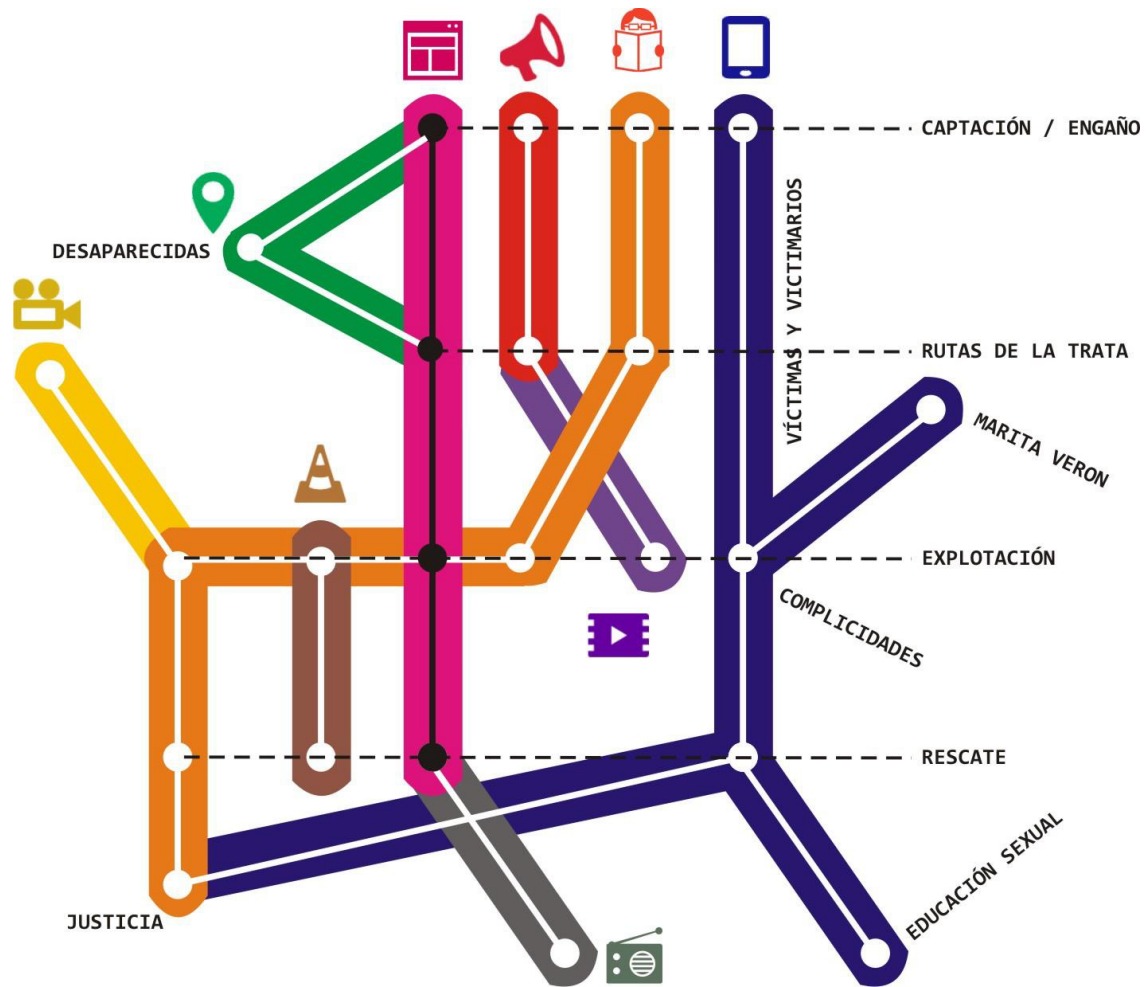 CAPTACIÓN / ENGAÑO
VÍCTIMAS Y VICTIMARIOS
DESAPARECIDAS
RUTAS DE LA TRATA
MARITA VERON
EXPLOTACIÓN
COMPLICIDADES
RESCATE
EDUCACIÓN SEXUAL
JUSTICIA